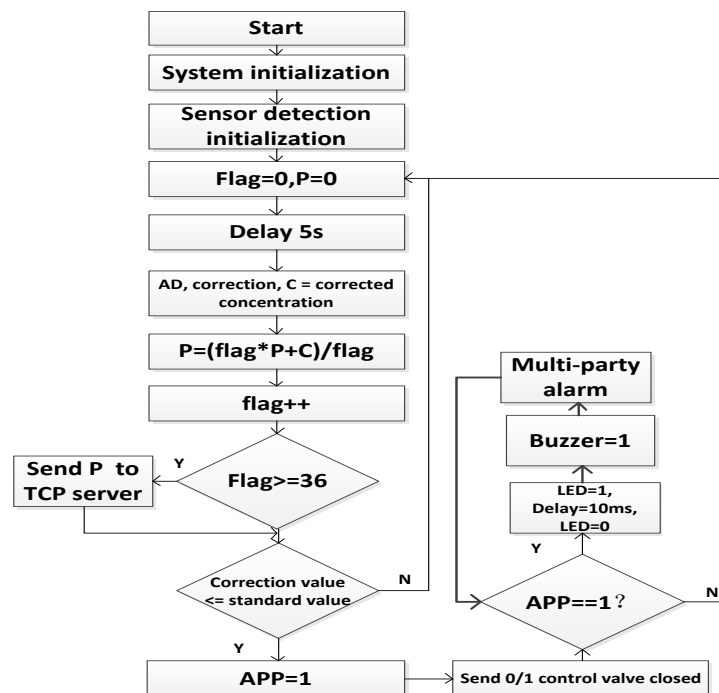 Start
System initialization
Sensor detection
initialization
Flag=0,P=0
Delay 5s
AD, correction, C = corrected
concentration
P=(flag*P+C)/flag
flag++
Flag>=36
Y
Send P to
TCP server
Correction value
<= standard value
N
Y
APP=1
Send 0/1 control valve closed
APP==1？
N
Y
LED=1,
Delay=10ms,
LED=0
Buzzer=1
Multi-party
alarm